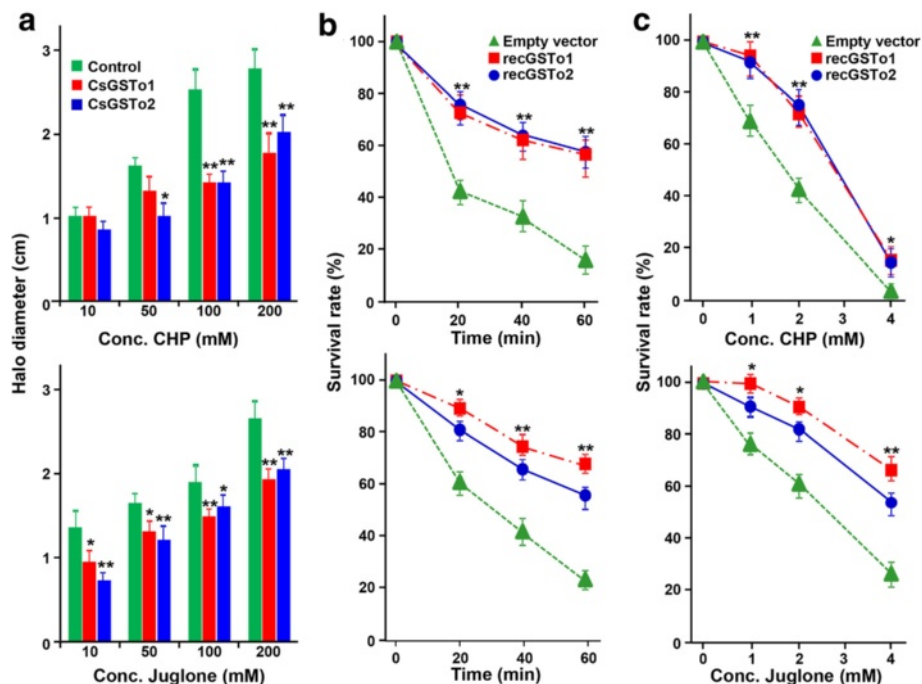 a
3
Control
CsGSTo1
CsGSTo2
2
1
0
** ** * ** **
10 50 100 200
Conc. CHP (mM)
Halo diameter (cm)
3
2
1
0
* ** * ** ** * ** **
10 50 100 200
Conc. Juglone (mM)
b
100
80
60
40
20
0
Empty vector
recGSTo1
recGSTo2
** ** **
0 20 40 60
Time (min)
Survival rate (%)
100
80
60
40
20
0
* ** **
0 20 40 60
Time (min)
c
100
80
60
40
20
0
Empty vector
recGSTo1
recGSTo2
** ** *
0 1 2 3 4
Conc. CHP (mM)
Survival rate (%)
100
80
60
40
20
0
* * **
0 1 2 3 4
Conc. Juglone (mM)